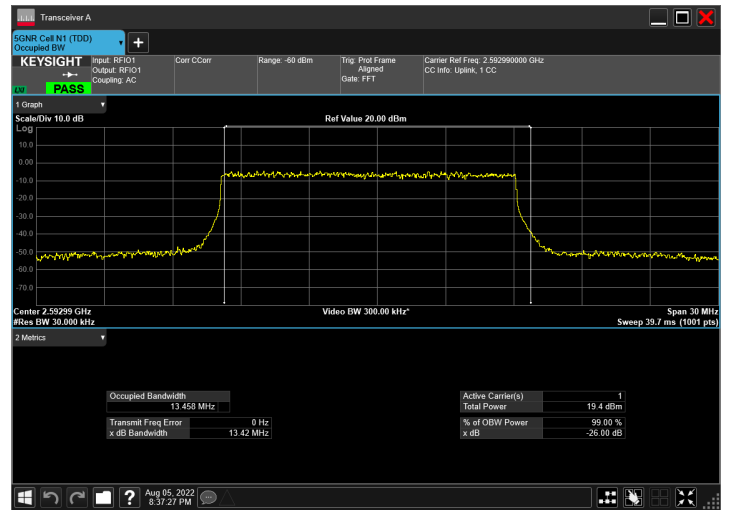 Transceiver A
5GNR Cell N1 (TDD)
Occupied BW
KEYSIGHT
PASS
Input: RFIO1
Output: RFIO1
Coupling: AC
Corr CCorr
Range: -60 dBm
Trig: Prot Frame
Aligned
Gate: FFT
Carrier Ref Freq: 2.592990000 GHz
CC Info: Uplink, 1 CC
1 Graph
Scale/Div 10.0 dB
Ref Value 20.00 dBm
Log
10.0
0.00
-10.0
-20.0
-30.0
-40.0
-50.0
-60.0
-70.0
Center 2.59299 GHz
Video BW 300.00 kHz*
Span 30 MHz
#Res BW 30.000 kHz
Sweep 39.7 ms (1001 pts)
2 Metrics
Occupied Bandwidth
13.458 MHz
Transmit Freq Error 0 Hz
x dB Bandwidth 13.42 MHz
Active Carrier(s) 1
Total Power 19.4 dBm
% of OBW Power 99.00 %
x dB -26.00 dB
?
Aug 05, 2022
8:37:27 PM